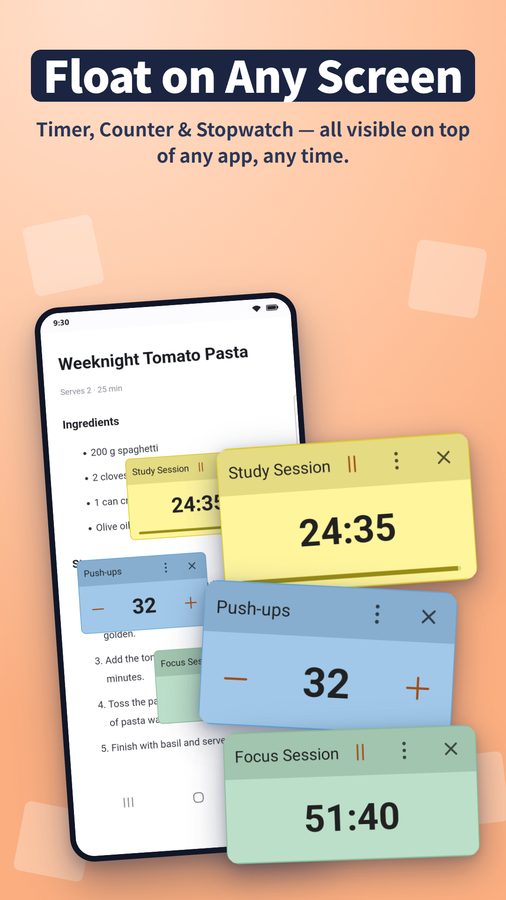 Float on Any Screen
Timer, Counter & Stopwatch — all visible on top
of any app, any time.
9:30
Weeknight Tomato Pasta
Serves 2 · 25 min
Ingredients
• 200 g spaghetti
• 2 cloves
• 1 can
• Olive oil
Study Session
24:35
Study Session
24:35
Push-ups
32
golden.
Push-ups
32
3. Add the
minutes.
4. Toss the
of pasta
5. Finish with basil and serve
Focus
Focus Session
51:40